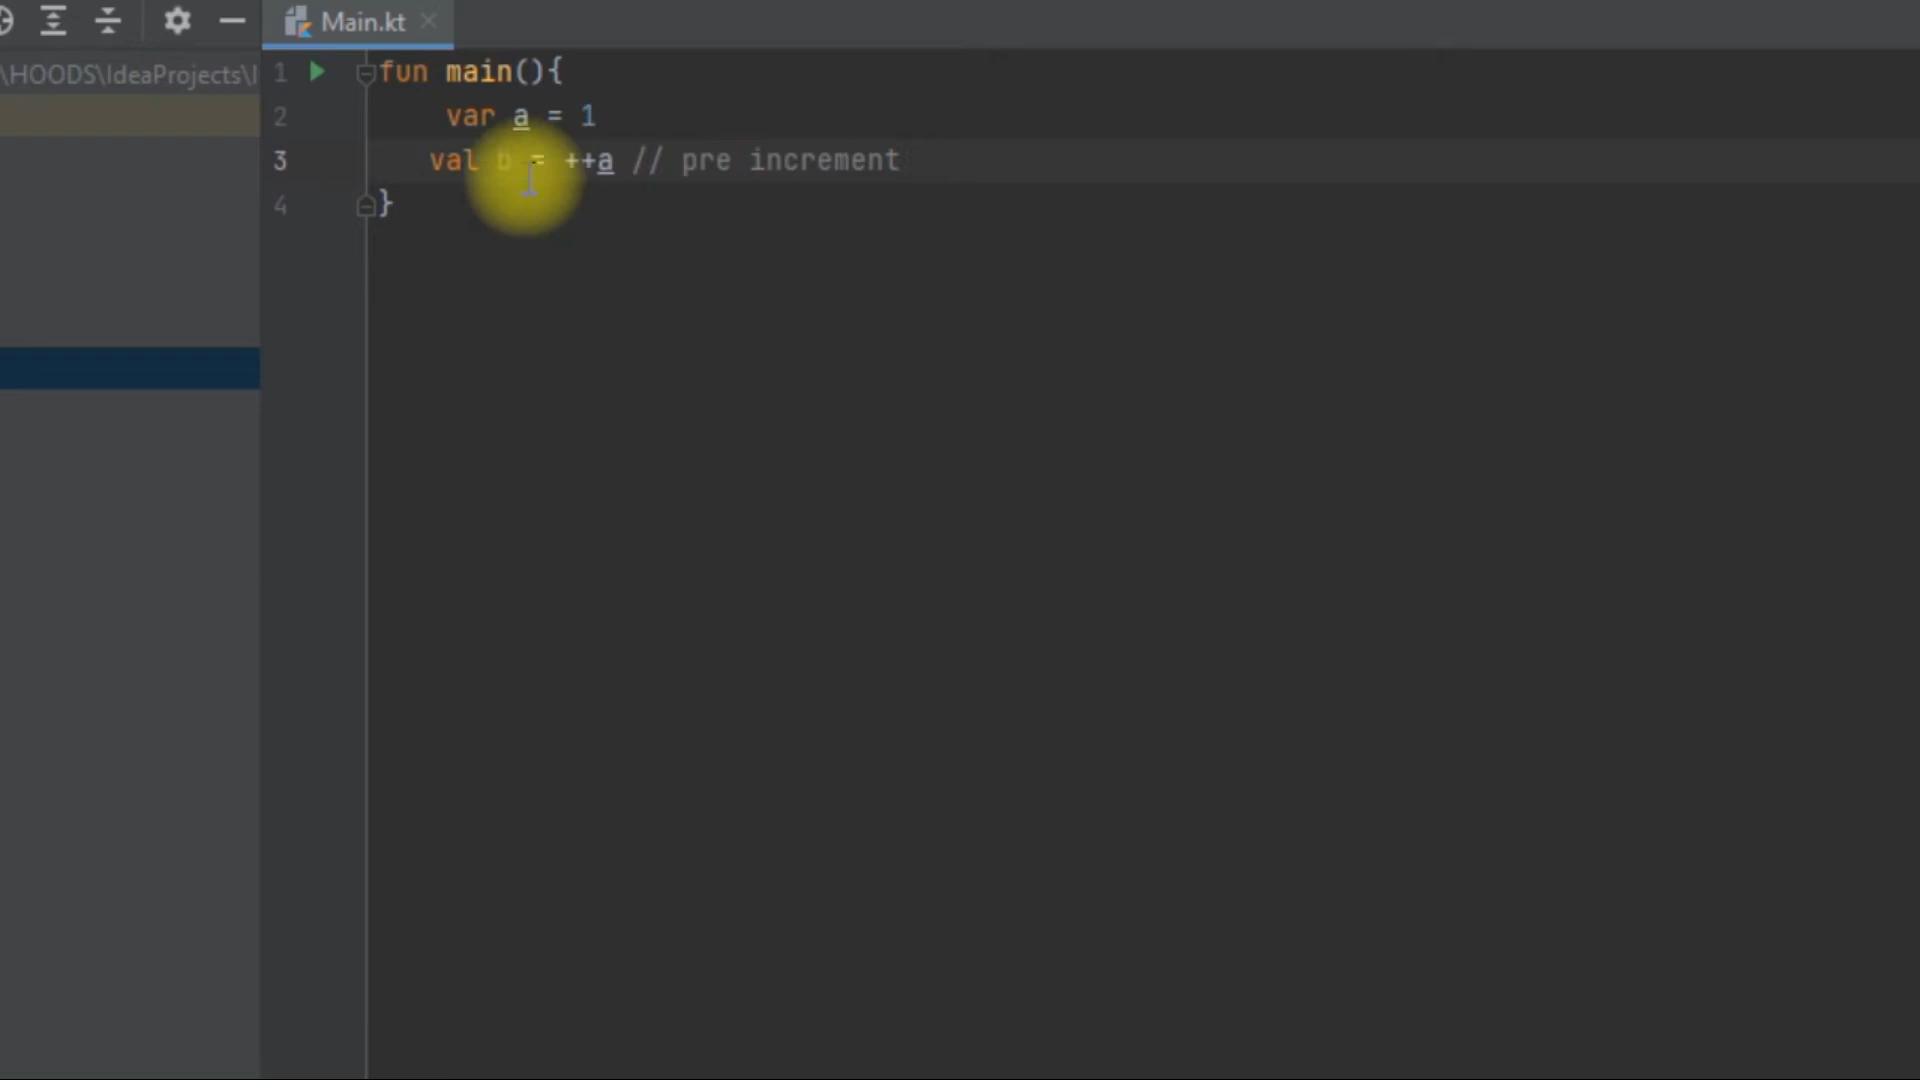 Main.kt
\HOODS\IdeaProjects\
1 fun main(){
2 var a = 1
3 val b = ++a // pre increment
4 }